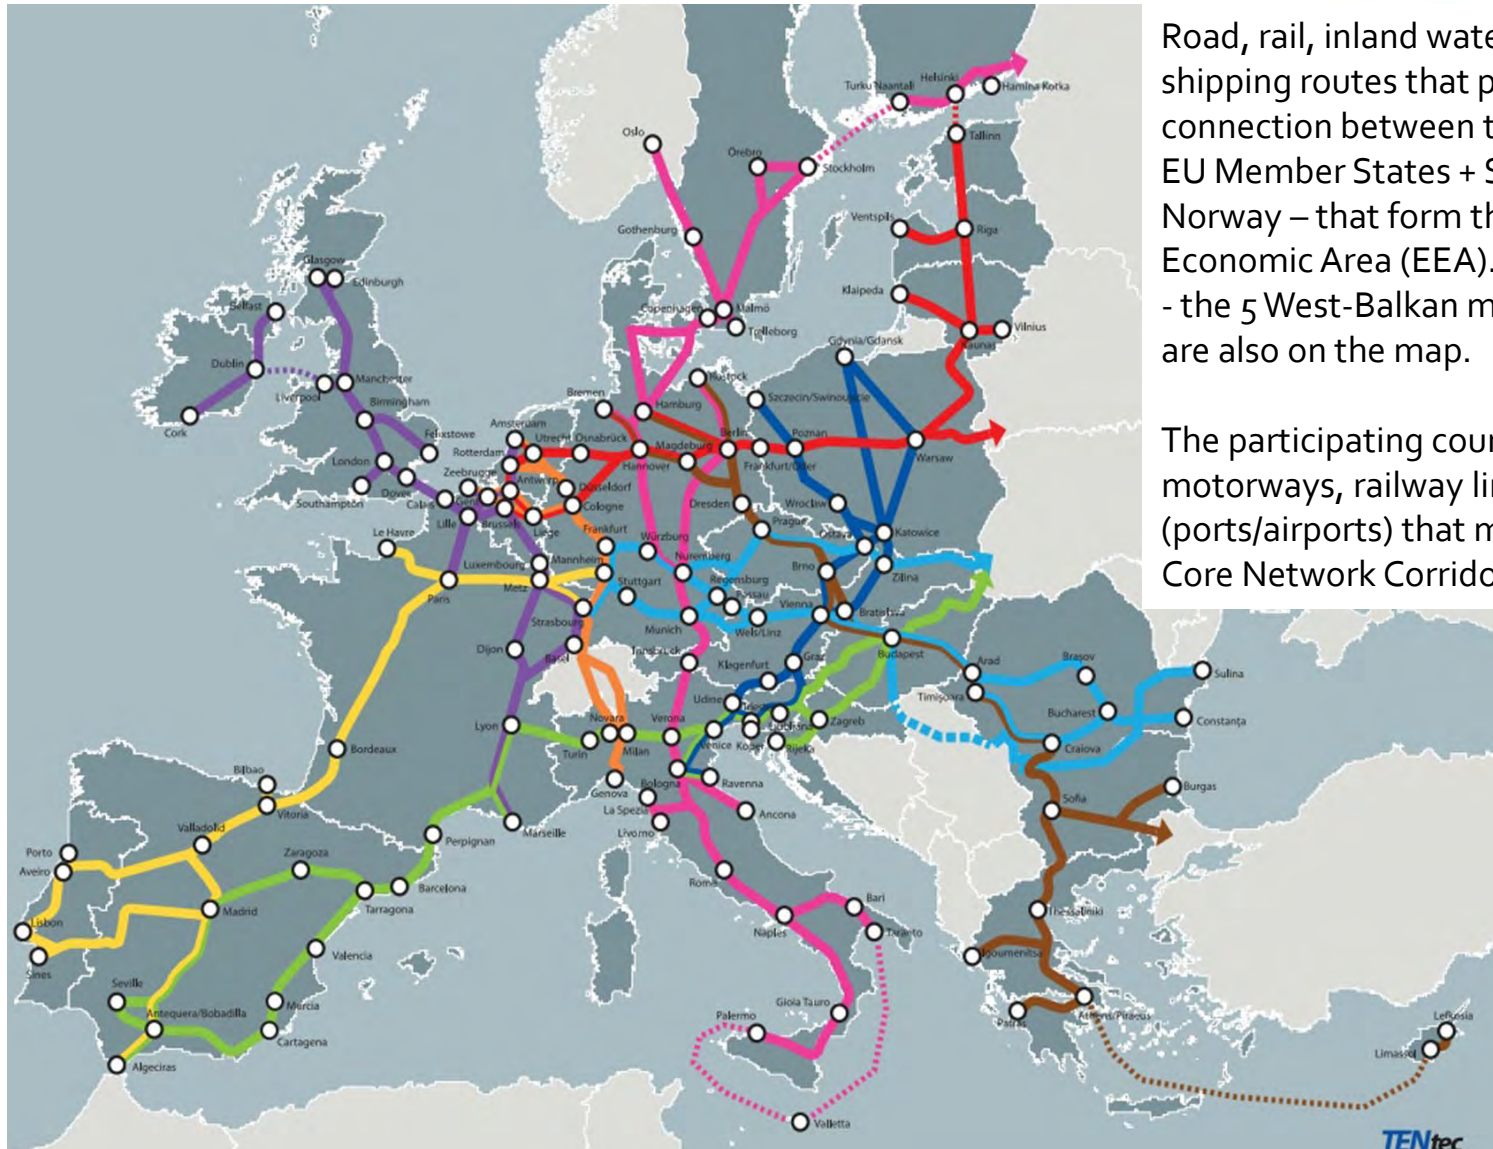 Road, rail, inland wate
shipping routes that p
connection between t
EU Member States + S
Norway – that form th
Economic Area (EEA).
- the 5 West-Balkan m
are also on the map.
The participating coun
motorways, railway lin
(ports/airports) that m
Core Network Corrido
Helsinki
Turku Naantali
Hamina Kotka
Oslo
Tallinn
Örebro
Stockholm
Ventspils
Riga
Gothenburg
Glasgow
Edinburgh
Klaipeda
Belfast
Copenhagen
Malmö
Trelleborg
Vilnius
Kaunas
Gdynia/Gdansk
Dublin
Manchester
Liverpool
Rostock
Birmingham
Bremen
Hamburg
Szczecin/Swinoujscie
Cork
Felixstowe
Amsterdam
Utrecht
Osnabrück
Magdeburg
Berlin
Poznan
London
Rotterdam
Hannover
Frankfurt/Oder
Warsaw
Zeebrugge
Dover
Antwerp
Düsseldorf
Southampton
Calais
Gent
Cologne
Dresden
Wroclaw
Lille
Brussels
Liege
Frankfurt
Prague
Ostava
Katowice
Le Havre
Würzburg
Luxembourg
Mannheim
Nuremberg
Brno
Zilina
Paris
Metz
Stuttgart
Regensburg
Passau
Vienna
Bratislava
Strasbourg
Munich
Wels/Linz
Dijon
Basel
Innsbruck
Klagenfurt
Graz
Budapest
Arad
Brasov
Sulina
Udine
Timișoara
Bucharest
Constanța
Lyon
Novara
Verona
Trieste
Ljubljana
Zagreb
Turin
Milan
Venice
Koper
Rijeka
Craiova
Bordeaux
Bilbao
Genova
Bologna
Ravenna
Burgas
Sofia
La Spezia
Ancona
Vitoria
Livorno
Marseille
Valladolid
Perpignan
Porto
Zaragoza
Aveiro
Barcelona
Rome
Madrid
Tarragona
Bari
Thessaloniki
Lisbon
Naples
Taranto
Valencia
Igoumenitsa
Sines
Seville
Murcia
Gioia Tauro
Antequera/Bobadilla
Palermo
Patras
Athens/Piraeus
Lefkosia
Cartagena
Limassol
Algeciras
Valletta
TENtec